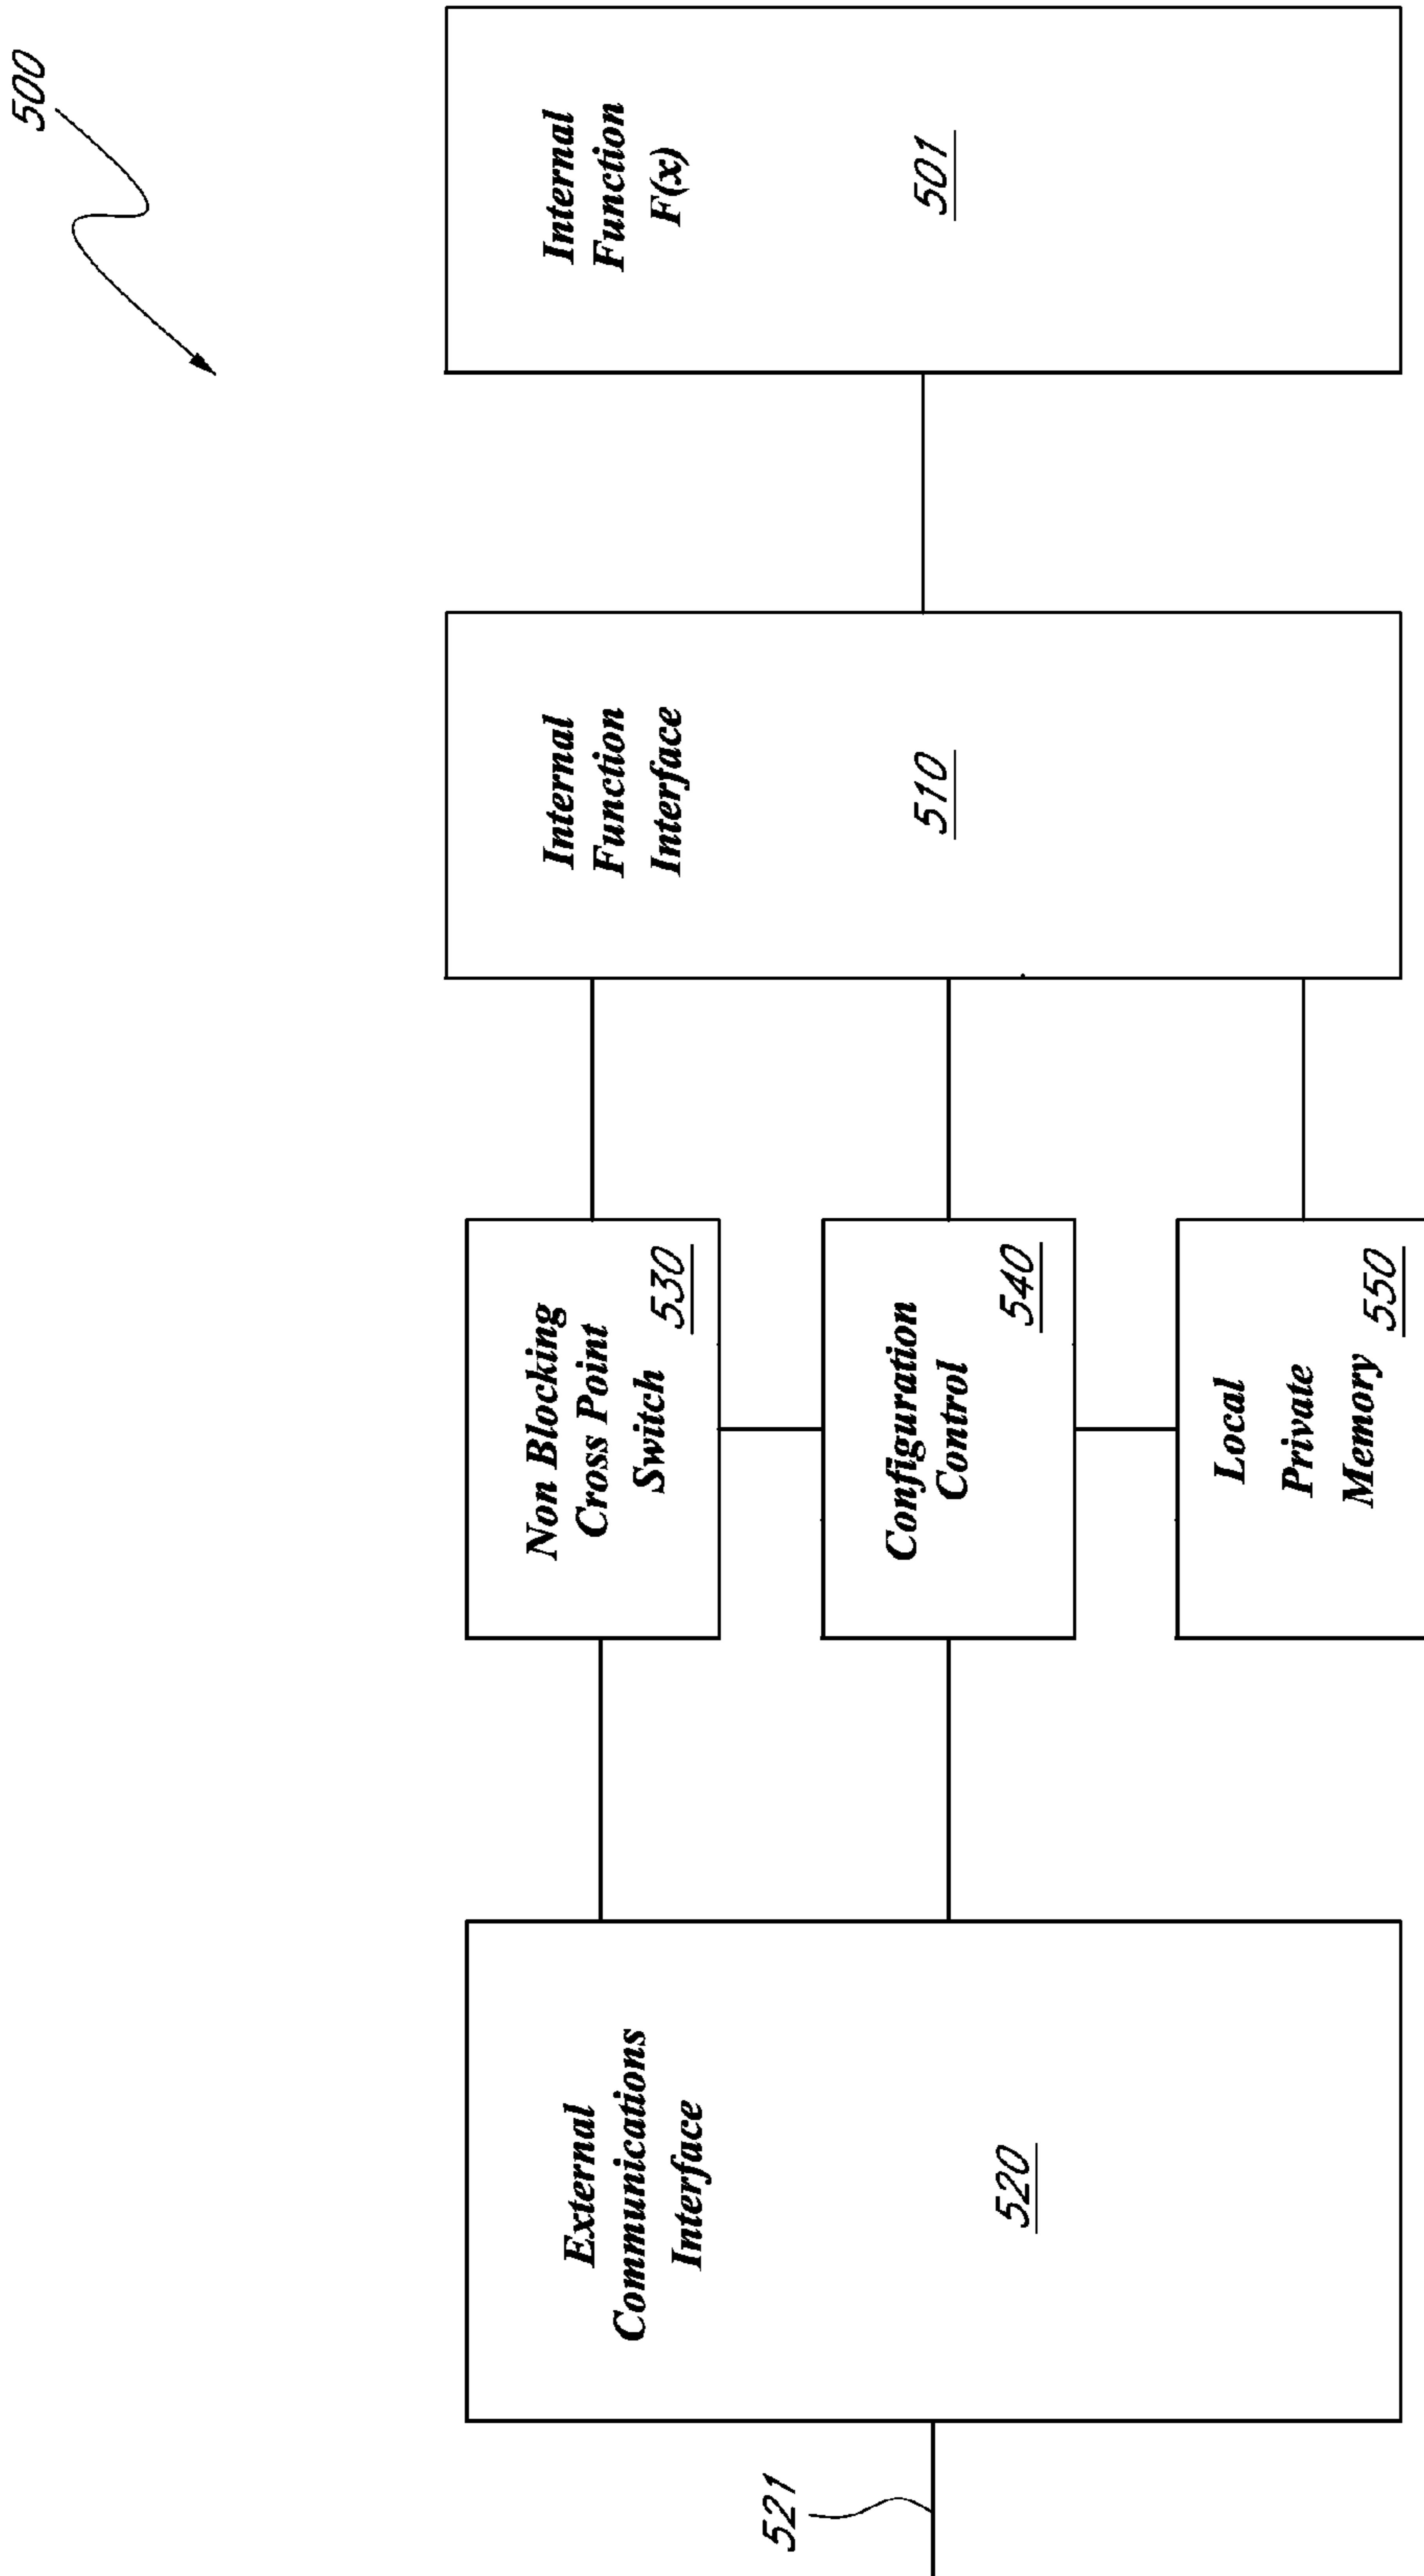 500
Internal
Function
F(x)
501
Internal
Function
Interface
510
Non Blocking
Cross Point
Switch
530
Configuration
Control
540
Local
Private
Memory
550
External
Communications
Interface
520
521